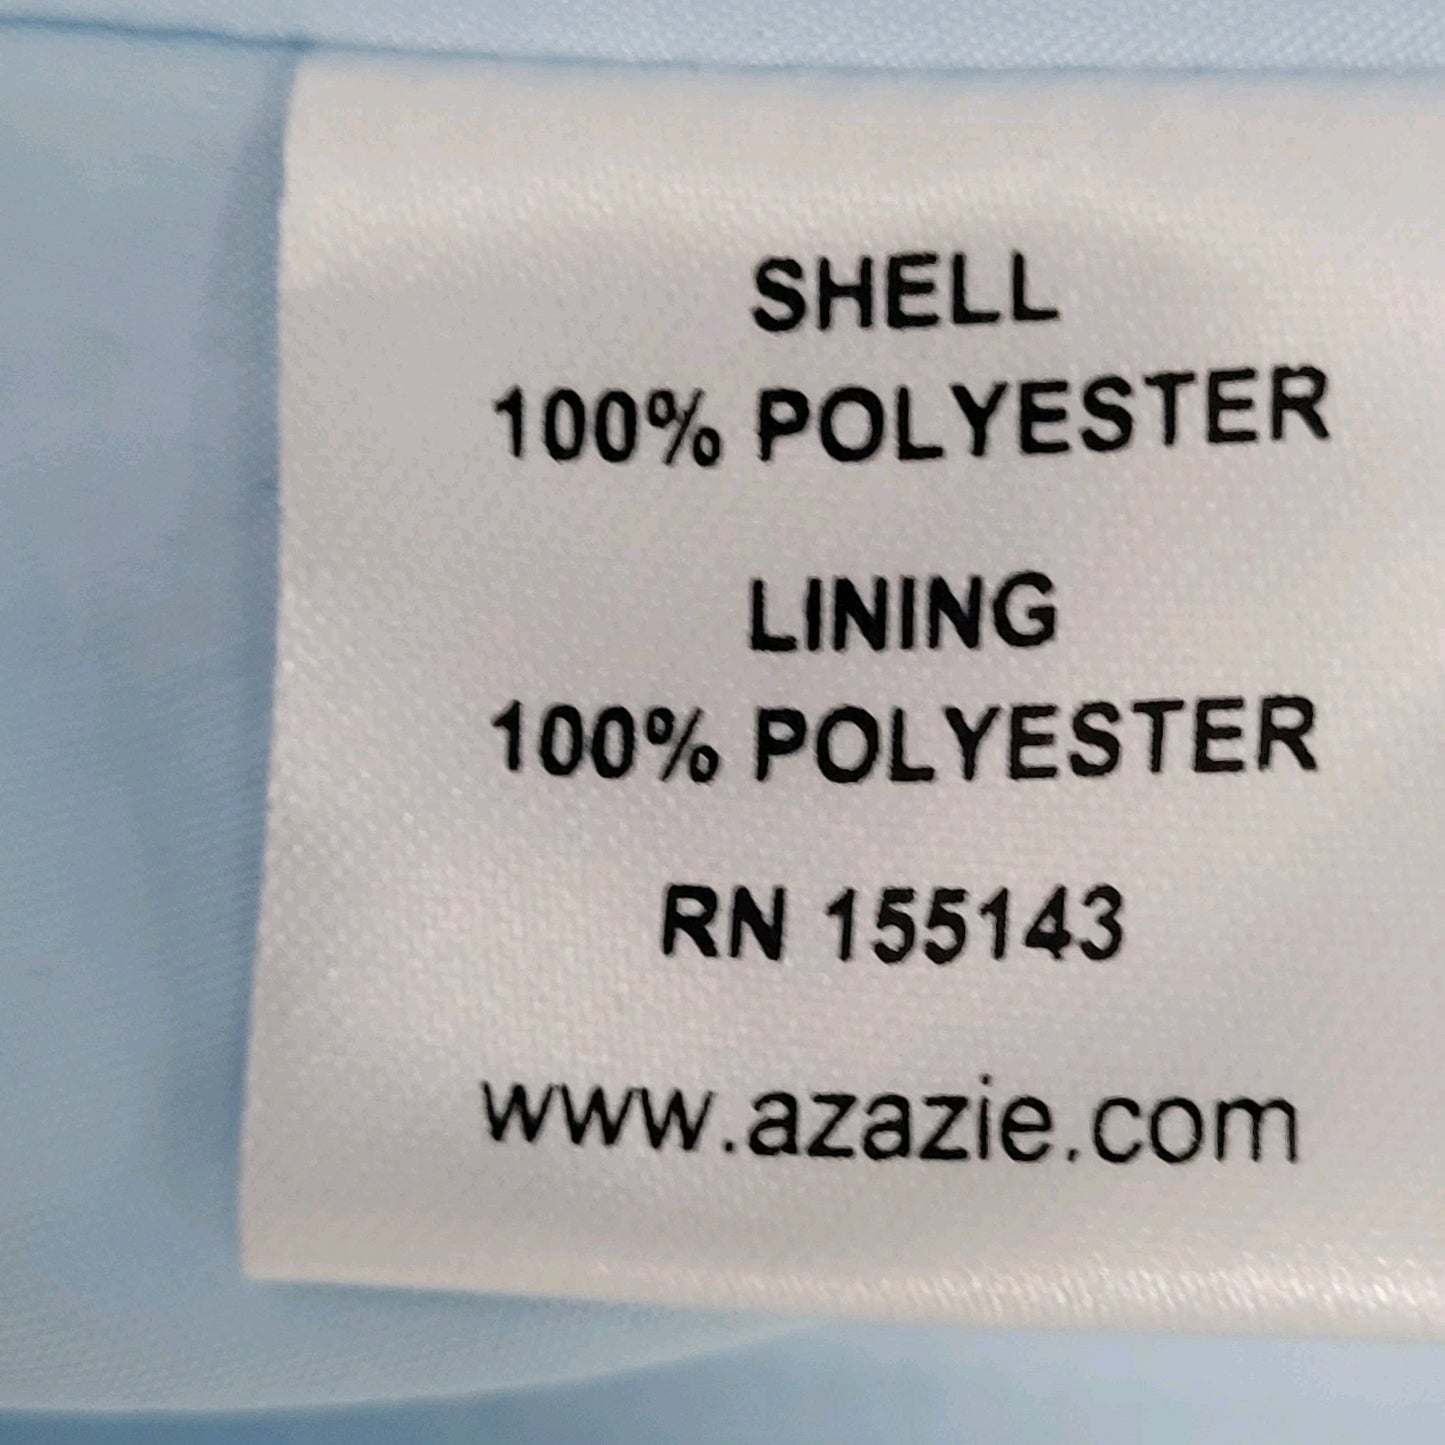 SHELL
100% POLYESTER
LINING
100% POLYESTER
RN 155143
www.azazie.com